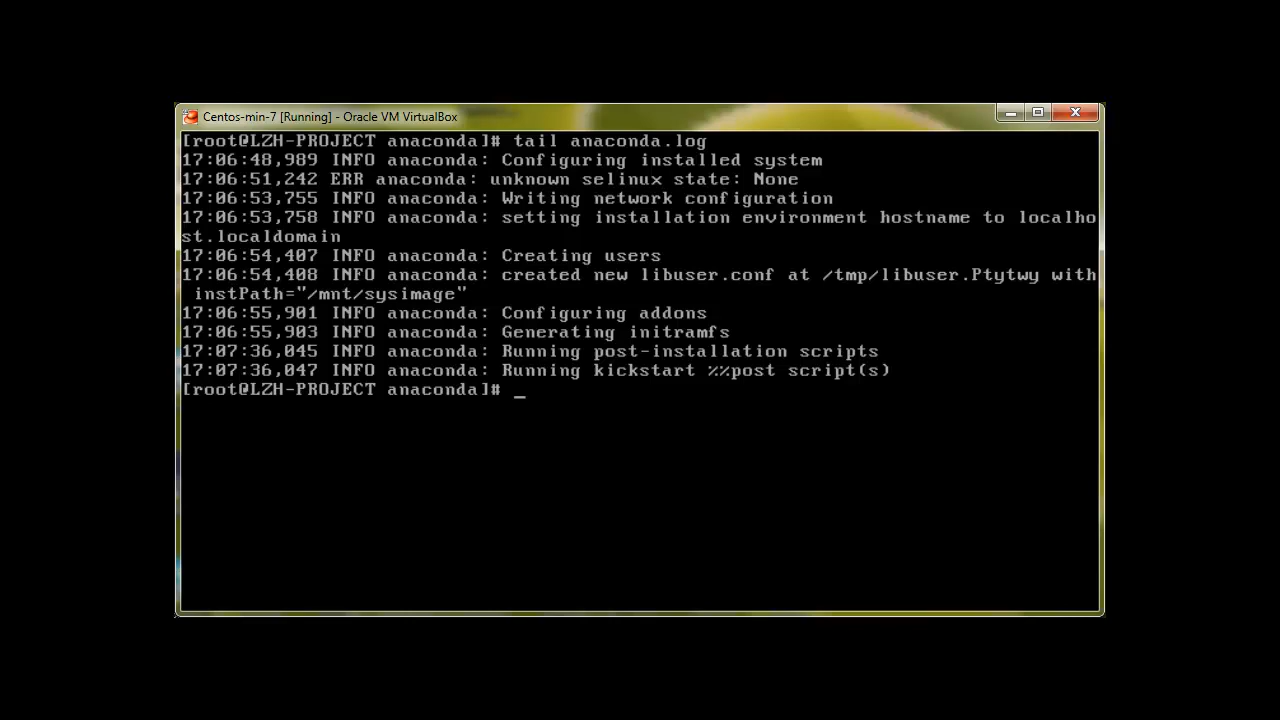 Centos-min-7 [Running] - Oracle VM VirtualBox
[root@LZH-PROJECT anaconda]# tail anaconda.log
17:06:48,989 INFO anaconda: Configuring installed system
17:06:51,242 ERR anaconda: unknown selinux state: None
17:06:53,755 INFO anaconda: Writing network configuration
17:06:53,758 INFO anaconda: setting installation environment hostname to localho
st.localdomain
17:06:54,407 INFO anaconda: Creating users
17:06:54,408 INFO anaconda: created new libuser.conf at /tmp/libuser.Ptytwy with
 instPath="/mnt/sysimage"
17:06:55,901 INFO anaconda: Configuring addons
17:06:55,903 INFO anaconda: Generating initramfs
17:07:36,045 INFO anaconda: Running post-installation scripts
17:07:36,047 INFO anaconda: Running kickstart %%post script(s)
[root@LZH-PROJECT anaconda]# _